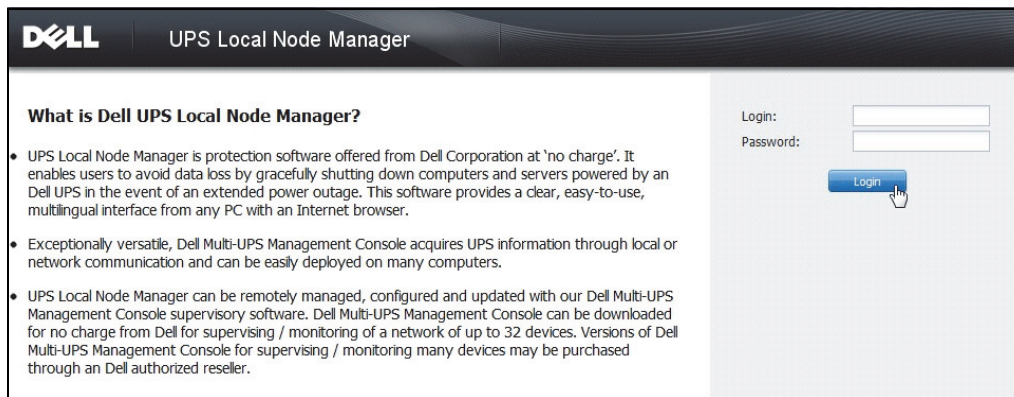 DELL
UPS Local Node Manager
What is Dell UPS Local Node Manager?
• UPS Local Node Manager is protection software offered from Dell Corporation at ‘no charge’. It
enables users to avoid data loss by gracefully shutting down computers and servers powered by an
Dell UPS in the event of an extended power outage. This software provides a clear, easy-to-use,
multilingual interface from any PC with an Internet browser.
• Exceptionally versatile, Dell Multi-UPS Management Console acquires UPS information through local or
network communication and can be easily deployed on many computers.
• UPS Local Node Manager can be remotely managed, configured and updated with our Dell Multi-UPS
Management Console supervisory software. Dell Multi-UPS Management Console can be downloaded
for no charge from Dell for supervising / monitoring of a network of up to 32 devices. Versions of Dell
Multi-UPS Management Console for supervising / monitoring many devices may be purchased
through an Dell authorized reseller.
Login:
Password:
Login